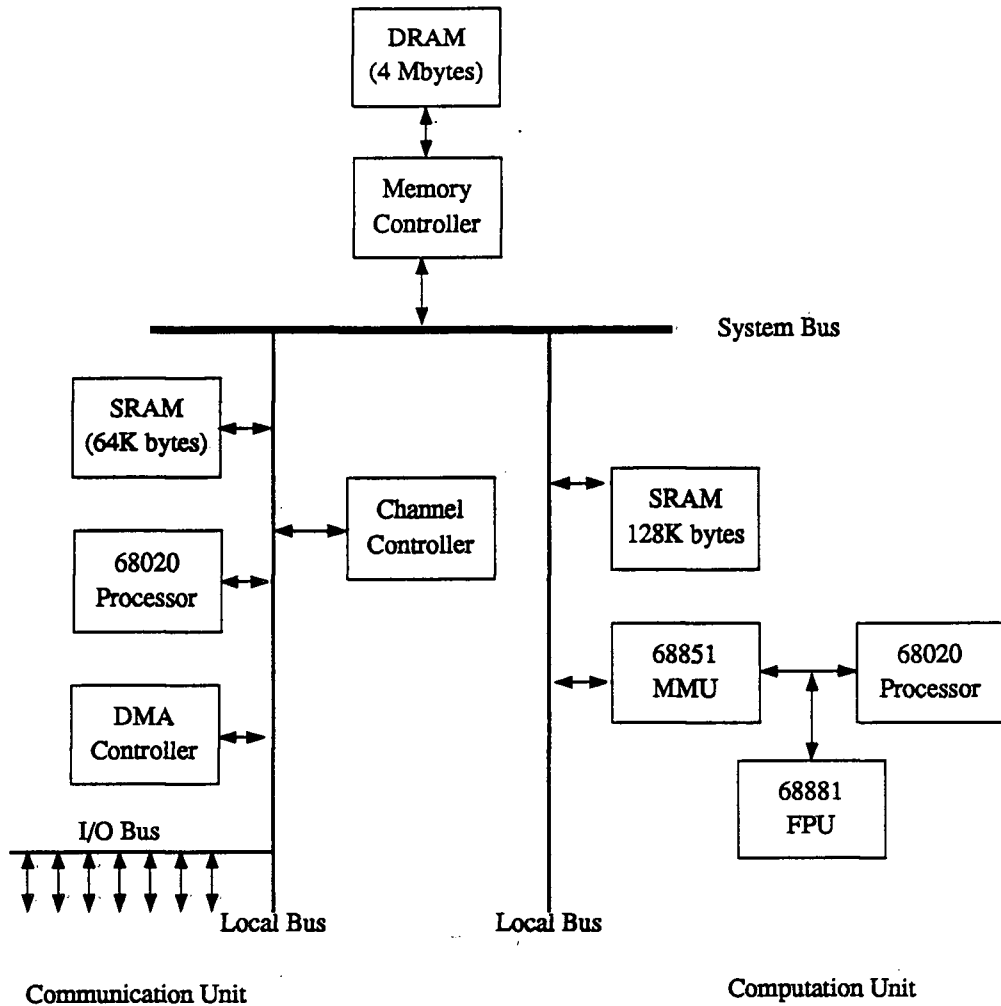 DRAM
(4 Mbytes)
Memory
Controller
System Bus
SRAM
(64K bytes)
Channel
Controller
SRAM
128K bytes
68020
Processor
68851
MMU
68020
Processor
DMA
Controller
68881
FPU
I/O Bus
Local Bus
Local Bus
Communication Unit
Computation Unit